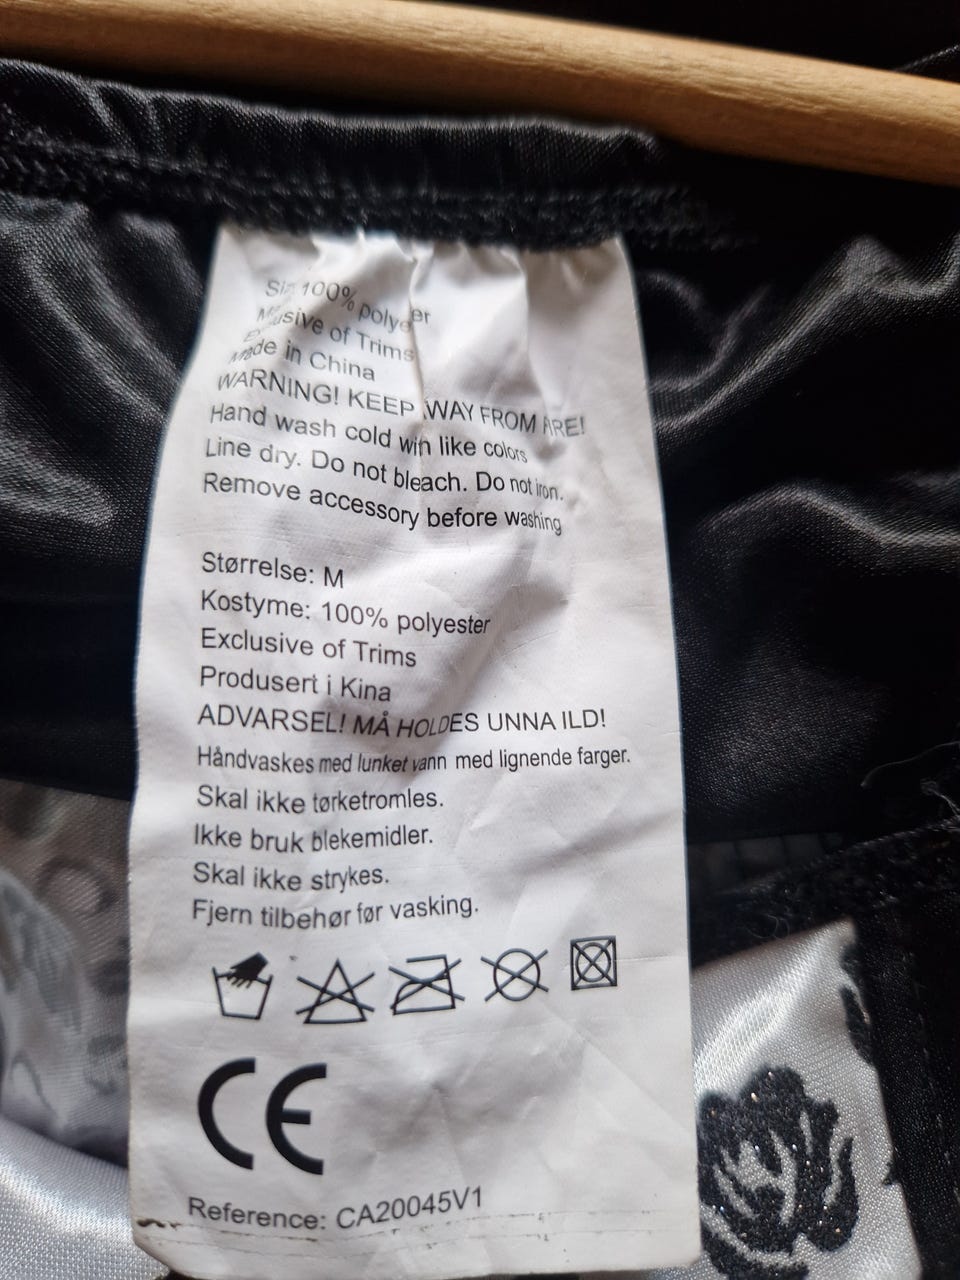 100% polyester
Exclusive of Trims
Made in China
WARNING! KEEP AWAY FROM FIRE!
Hand wash cold with like colors
Line dry. Do not bleach. Do not iron.
Remove accessory before washing
Størrelse: M
Kostyme: 100% polyester
Exclusive of Trims
Produsert i Kina
ADVARSEL! MÅ HOLDES UNNA ILD!
Håndvaskes med lunket vann med lignende farger.
Skal ikke tørketromles.
Ikke bruk blekemidler.
Skal ikke strykes.
Fjern tilbehør før vasking.
CE
Reference: CA20045V1